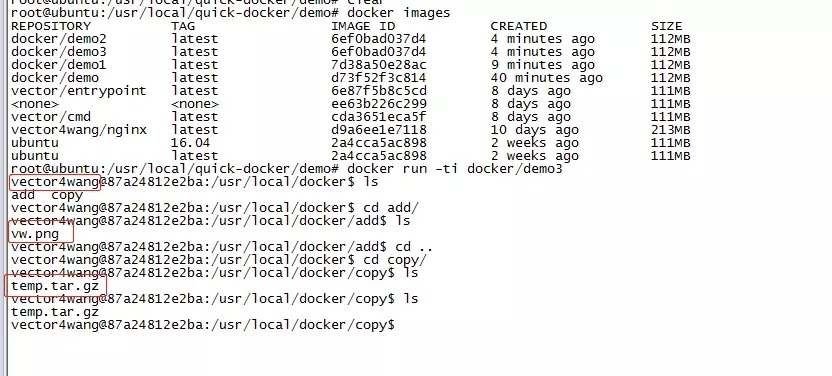 root@ubuntu:/usr/local/quick-docker/demo# clear
root@ubuntu:/usr/local/quick-docker/demo# docker images
REPOSITORY TAG IMAGE ID CREATED SIZE
docker/demo2 latest 6ef0bad037d4 4 minutes ago 112MB
docker/demo3 latest 6ef0bad037d4 4 minutes ago 112MB
docker/demo1 latest 7d38a50e28ac 9 minutes ago 112MB
docker/demo latest d73f52f3c814 40 minutes ago 112MB
vector/entrypoint latest 6e87f5b8c5cd 8 days ago 111MB
<none> <none> ee63b226c299 8 days ago 111MB
vector/cmd latest cda3651eca5f 8 days ago 111MB
vector4wang/nginx latest d9a6ee1e7118 10 days ago 213MB
ubuntu 16.04 2a4cca5ac898 2 weeks ago 111MB
ubuntu latest 2a4cca5ac898 2 weeks ago 111MB
root@ubuntu:/usr/local/quick-docker/demo# docker run -ti docker/demo3
vector4wang@87a24812e2ba:/usr/local/docker$ ls
add copy
vector4wang@87a24812e2ba:/usr/local/docker$ cd add/
vector4wang@87a24812e2ba:/usr/local/docker/add$ ls
vw.png
vector4wang@87a24812e2ba:/usr/local/docker/add$ cd ..
vector4wang@87a24812e2ba:/usr/local/docker$ cd copy/
vector4wang@87a24812e2ba:/usr/local/docker/copy$ ls
temp.tar.gz
vector4wang@87a24812e2ba:/usr/local/docker/copy$ ls
temp.tar.gz
vector4wang@87a24812e2ba:/usr/local/docker/copy$